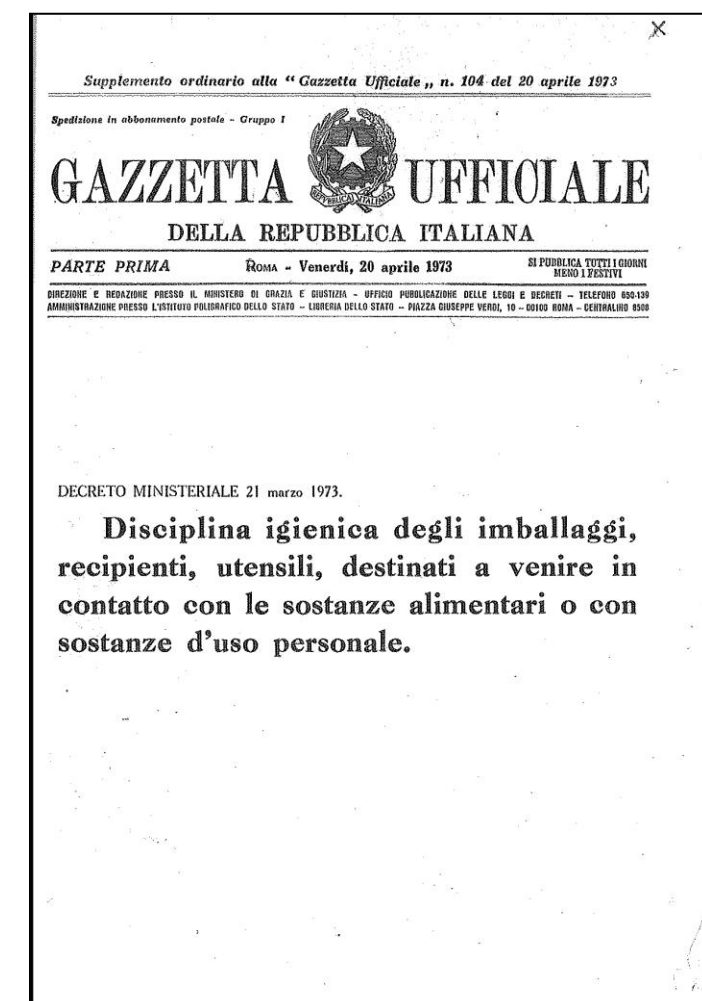 Supplemento ordinario alla “ Gazzetta Ufficiale „ n. 104 del 20 aprile 1973
Spedizione in abbonamento postale - Gruppo I
GAZZETTA UFFICIALE
REPUBBLICA ITALIANA
DELLA REPUBBLICA ITALIANA
PARTE PRIMA ROMA - Venerdì, 20 aprile 1973 SI PUBBLICA TUTTI I GIORNI
MENO I FESTIVI
DIREZIONE E REDAZIONE PRESSO IL MINISTERO DI GRAZIA E GIUSTIZIA - UFFICIO PUBBLICAZIONE DELLE LEGGI E DECRETI - TELEFONO 650-139
AMMINISTRAZIONE PRESSO L'ISTITUTO POLIGRAFICO DELLO STATO - LIBRERIA DELLO STATO - PIAZZA GIUSEPPE VERDI, 10 - 00100 ROMA - CENTRALINO 8508
DECRETO MINISTERIALE 21 marzo 1973.
Disciplina igienica degli imballaggi,
recipienti, utensili, destinati a venire in
contatto con le sostanze alimentari o con
sostanze d'uso personale.